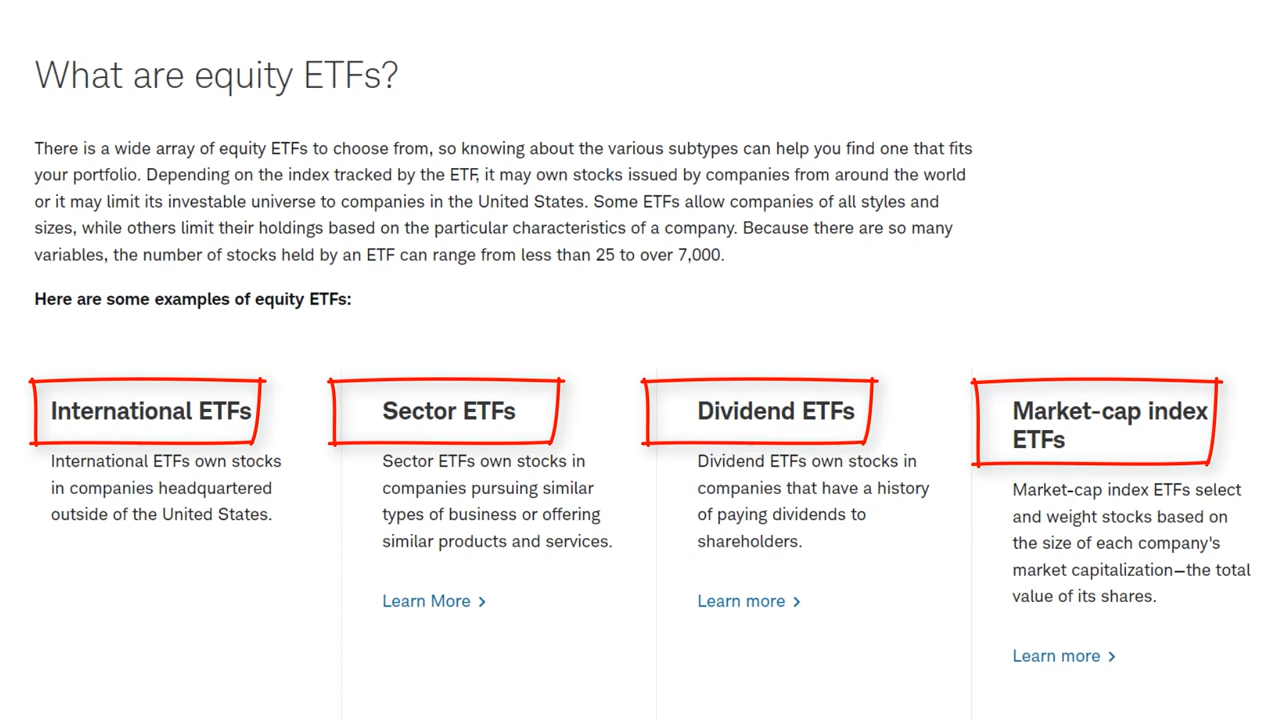 What are equity ETFs?
There is a wide array of equity ETFs to choose from, so knowing about the various subtypes can help you find one that fits
your portfolio. Depending on the index tracked by the ETF, it may own stocks issued by companies from around the world
or it may limit its investable universe to companies in the United States. Some ETFs allow companies of all styles and
sizes, while others limit their holdings based on the particular characteristics of a company. Because there are so many
variables, the number of stocks held by an ETF can range from less than 25 to over 7,000.
Here are some examples of equity ETFs:
International ETFs
International ETFs own stocks
in companies headquartered
outside of the United States.
Sector ETFs
Sector ETFs own stocks in
companies pursuing similar
types of business or offering
similar products and services.
Learn More >
Dividend ETFs
Dividend ETFs own stocks in
companies that have a history
of paying dividends to
shareholders.
Learn more >
Market-cap index
ETFs
Market-cap index ETFs select
and weight stocks based on
the size of each company's
market capitalization—the total
value of its shares.
Learn more >